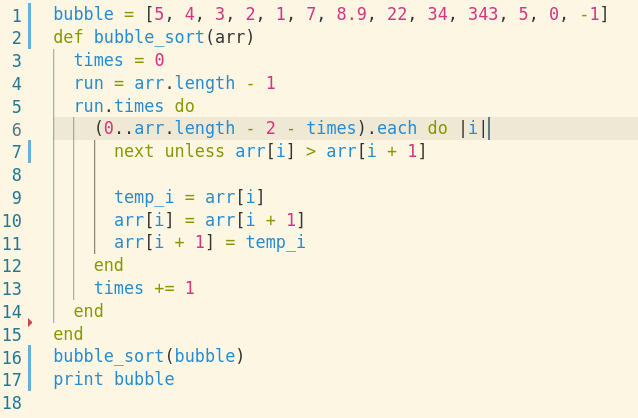 1 bubble = [5, 4, 3, 2, 1, 7, 8.9, 22, 34, 343, 5, 0, -1]
2 def bubble_sort(arr)
3   times = 0
4   run = arr.length - 1
5   run.times do
6     (0..arr.length - 2 - times).each do |i|
7       next unless arr[i] > arr[i + 1]
8
9       temp_i = arr[i]
10       arr[i] = arr[i + 1]
11       arr[i + 1] = temp_i
12     end
13     times += 1
14   end
15 end
16 bubble_sort(bubble)
17 print bubble
18